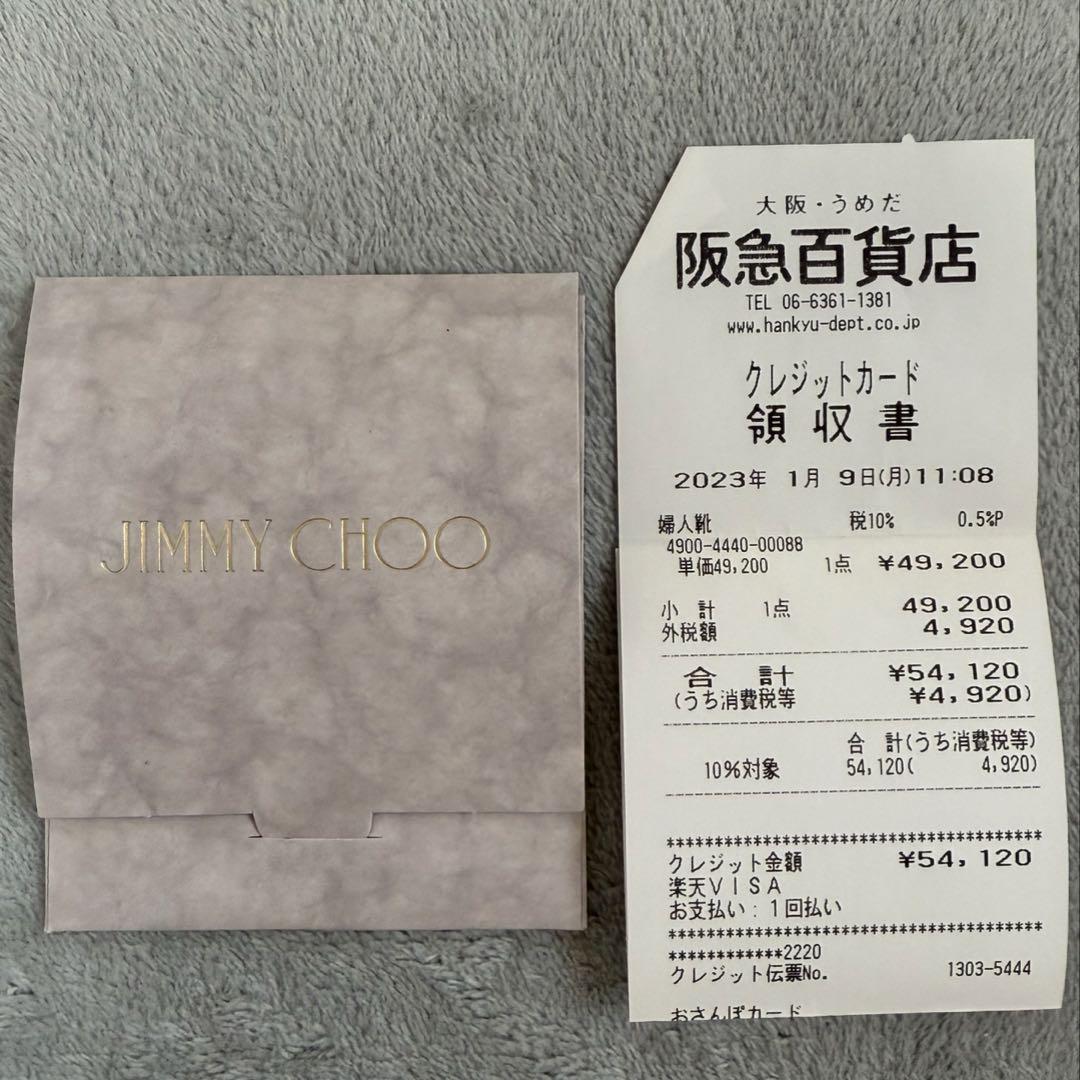 JIMMY CHOO
大阪・うめだ
阪急百貨店
TEL 06-6361-1381
www.hankyu-dept.co.jp
クレジットカード
領収書
2023年 1月 9日(月)11:08
婦人靴 税10% 0.5%P
4900-4440-00088
単価49,200 1点 ¥49,200
小計 1点 49,200
外税額 4,920
合計 ¥54,120
(うち消費税等 ¥4,920)
合計(うち消費税等)
10%対象 54,120( 4,920)
***************************************
クレジット金額 ¥54,120
楽天VISA
お支払い:1回払い
***************************************
************2220
クレジット伝票No. 1303-5444
おさんぽカード